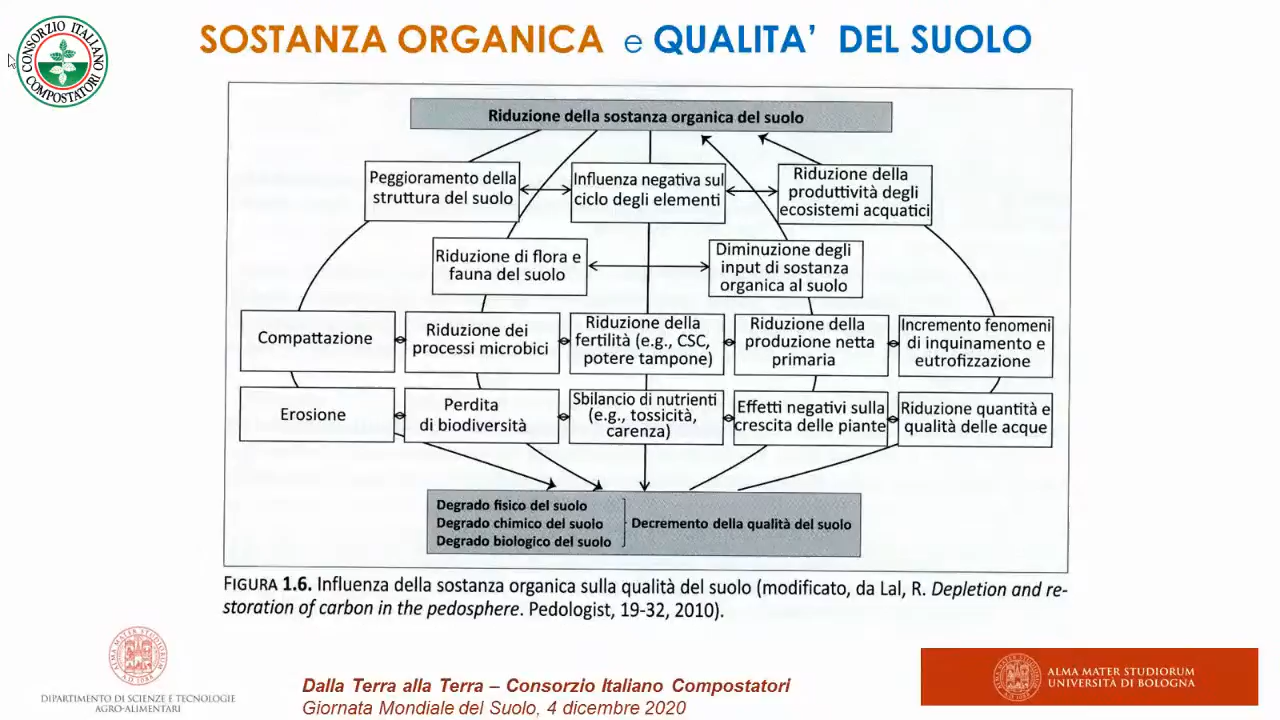 CONSORZIO ITALIANO
COMPOSTATORI
SOSTANZA ORGANICA e QUALITA' DEL SUOLO
Riduzione della sostanza organica del suolo
Peggioramento della
struttura del suolo
Influenza negativa sul
ciclo degli elementi
Riduzione della
produttività degli
ecosistemi acquatici
Riduzione di flora e
fauna del suolo
Diminuzione degli
input di sostanza
organica al suolo
Compattazione
Riduzione dei
processi microbici
Riduzione della
fertilità (e.g., CSC,
potere tampone)
Riduzione della
produzione netta
primaria
Incremento fenomeni
di inquinamento e
eutrofizzazione
Erosione
Perdita
di biodiversità
Sbilancio di nutrienti
(e.g., tossicità,
carenza)
Effetti negativi sulla
crescita delle piante
Riduzione quantità e
qualità delle acque
Degrado fisico del suolo
Degrado chimico del suolo
Degrado biologico del suolo
Decremento della qualità del suolo
FIGURA 1.6. Influenza della sostanza organica sulla qualità del suolo (modificato, da Lal, R. Depletion and re-
storation of carbon in the pedosphere. Pedologist, 19-32, 2010).
DIPARTIMENTO DI SCIENZE E TECNOLOGIE
AGRO-ALIMENTARI
Dalla Terra alla Terra – Consorzio Italiano Compostatori
Giornata Mondiale del Suolo, 4 dicembre 2020
ALMA MATER STUDIORUM
UNIVERSITÀ DI BOLOGNA